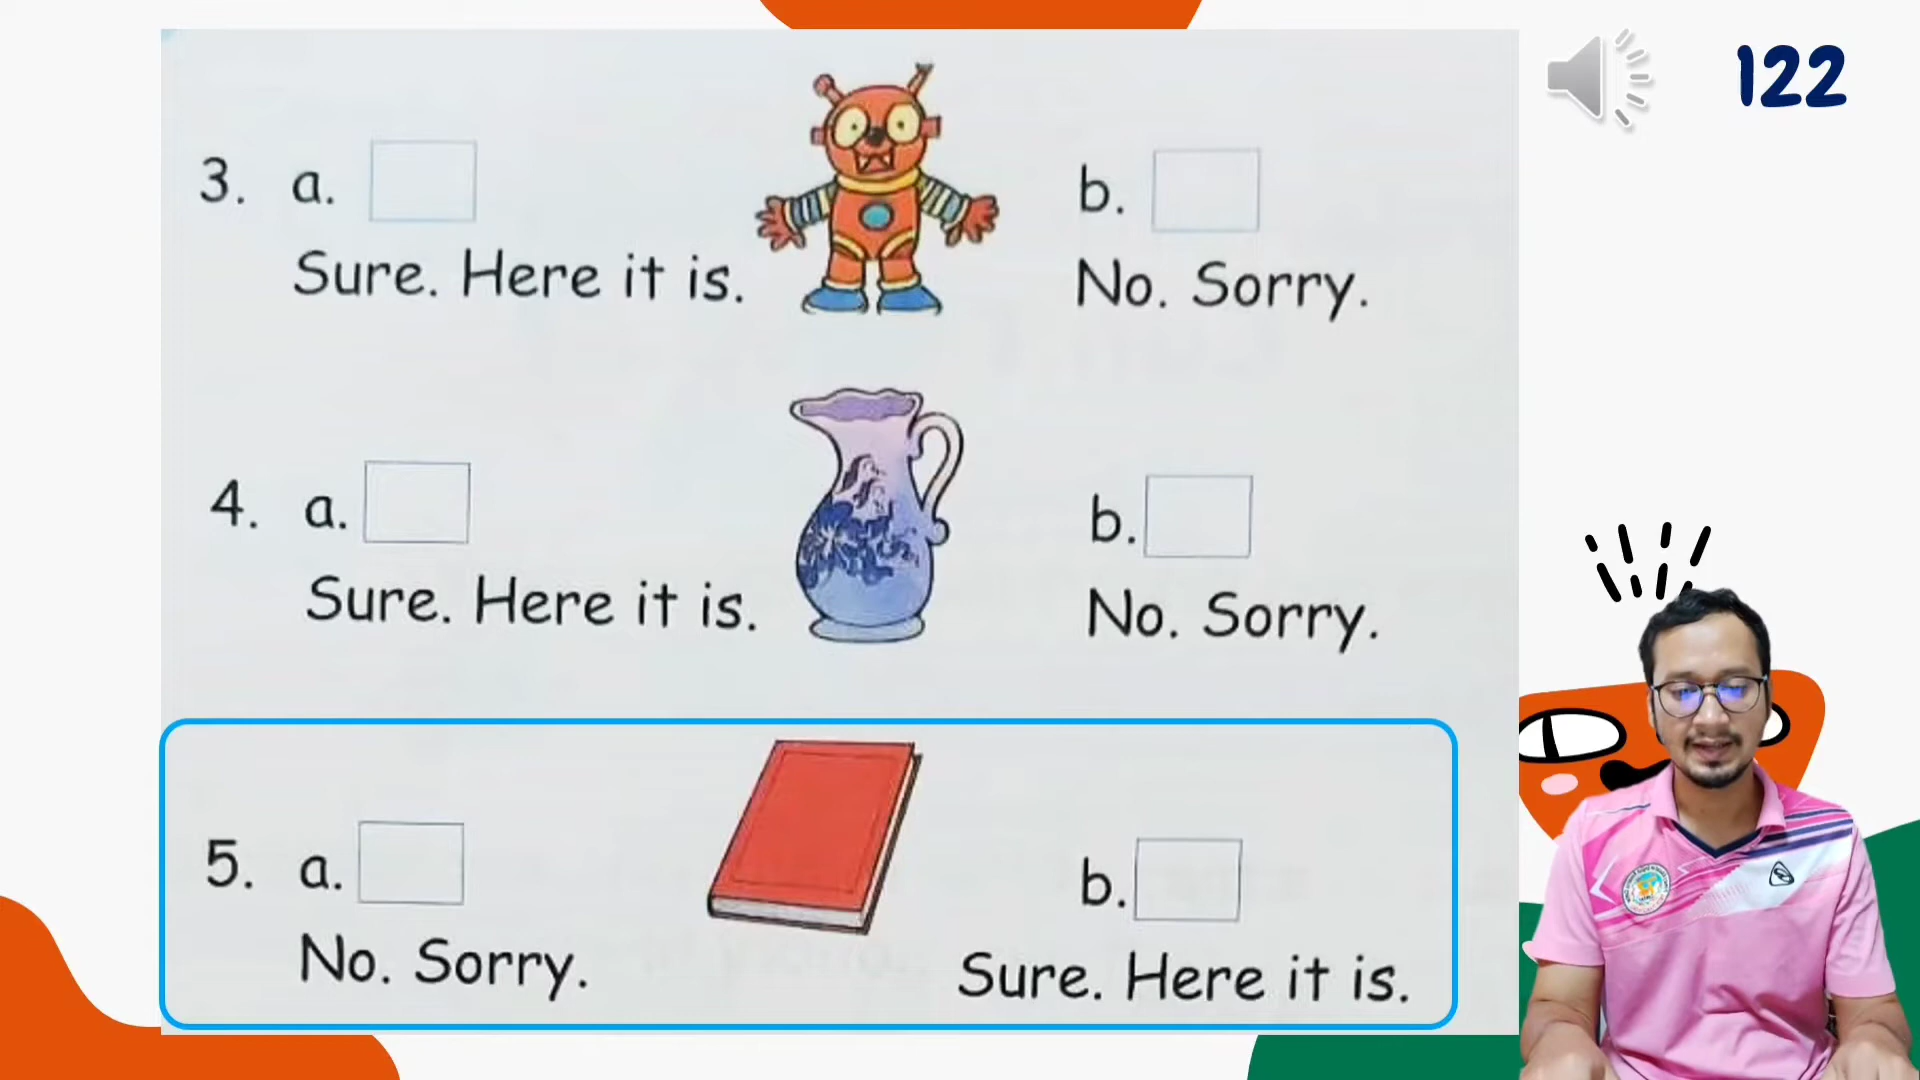 122
3. a. b.
Sure. Here it is. No. Sorry.
4. a. b.
Sure. Here it is. No. Sorry.
5. a. b.
No. Sorry. Sure. Here it is.